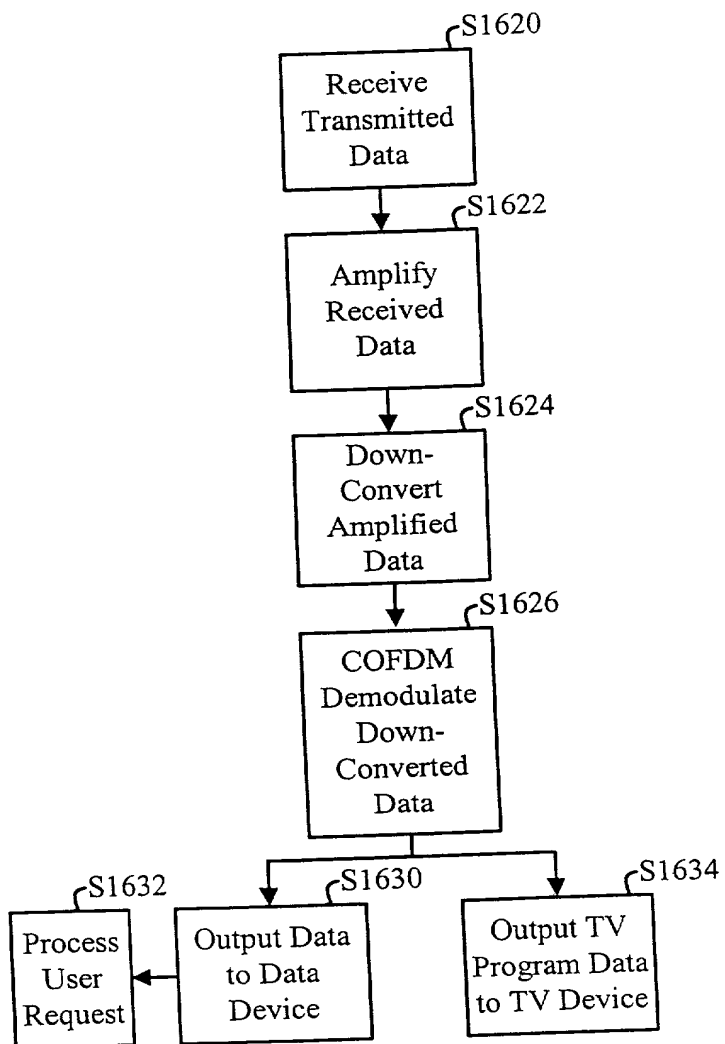 S1620
Receive
Transmitted
Data
S1622
Amplify
Received
Data
S1624
Down-
Convert
Amplified
Data
S1626
COFDM
Demodulate
Down-
Converted
Data
S1632
Process
User
Request
S1630
Output Data
to Data
Device
S1634
Output TV
Program Data
to TV Device